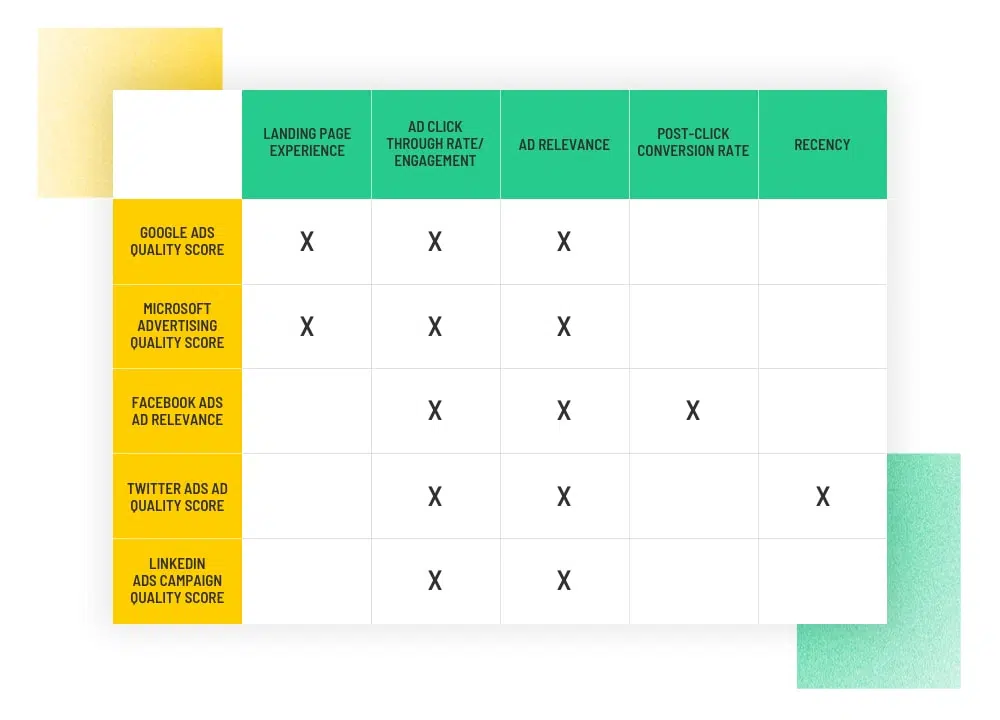 LANDING PAGE
EXPERIENCE
AD CLICK
THROUGH RATE/
ENGAGEMENT
AD RELEVANCE
POST-CLICK
CONVERSION RATE
RECENCY
GOOGLE ADS
QUALITY SCORE
X
X
X
MICROSOFT
ADVERTISING
QUALITY SCORE
X
X
X
FACEBOOK ADS
AD RELEVANCE
X
X
X
TWITTER ADS AD
QUALITY SCORE
X
X
X
LINKEDIN
ADS CAMPAIGN
QUALITY SCORE
X
X